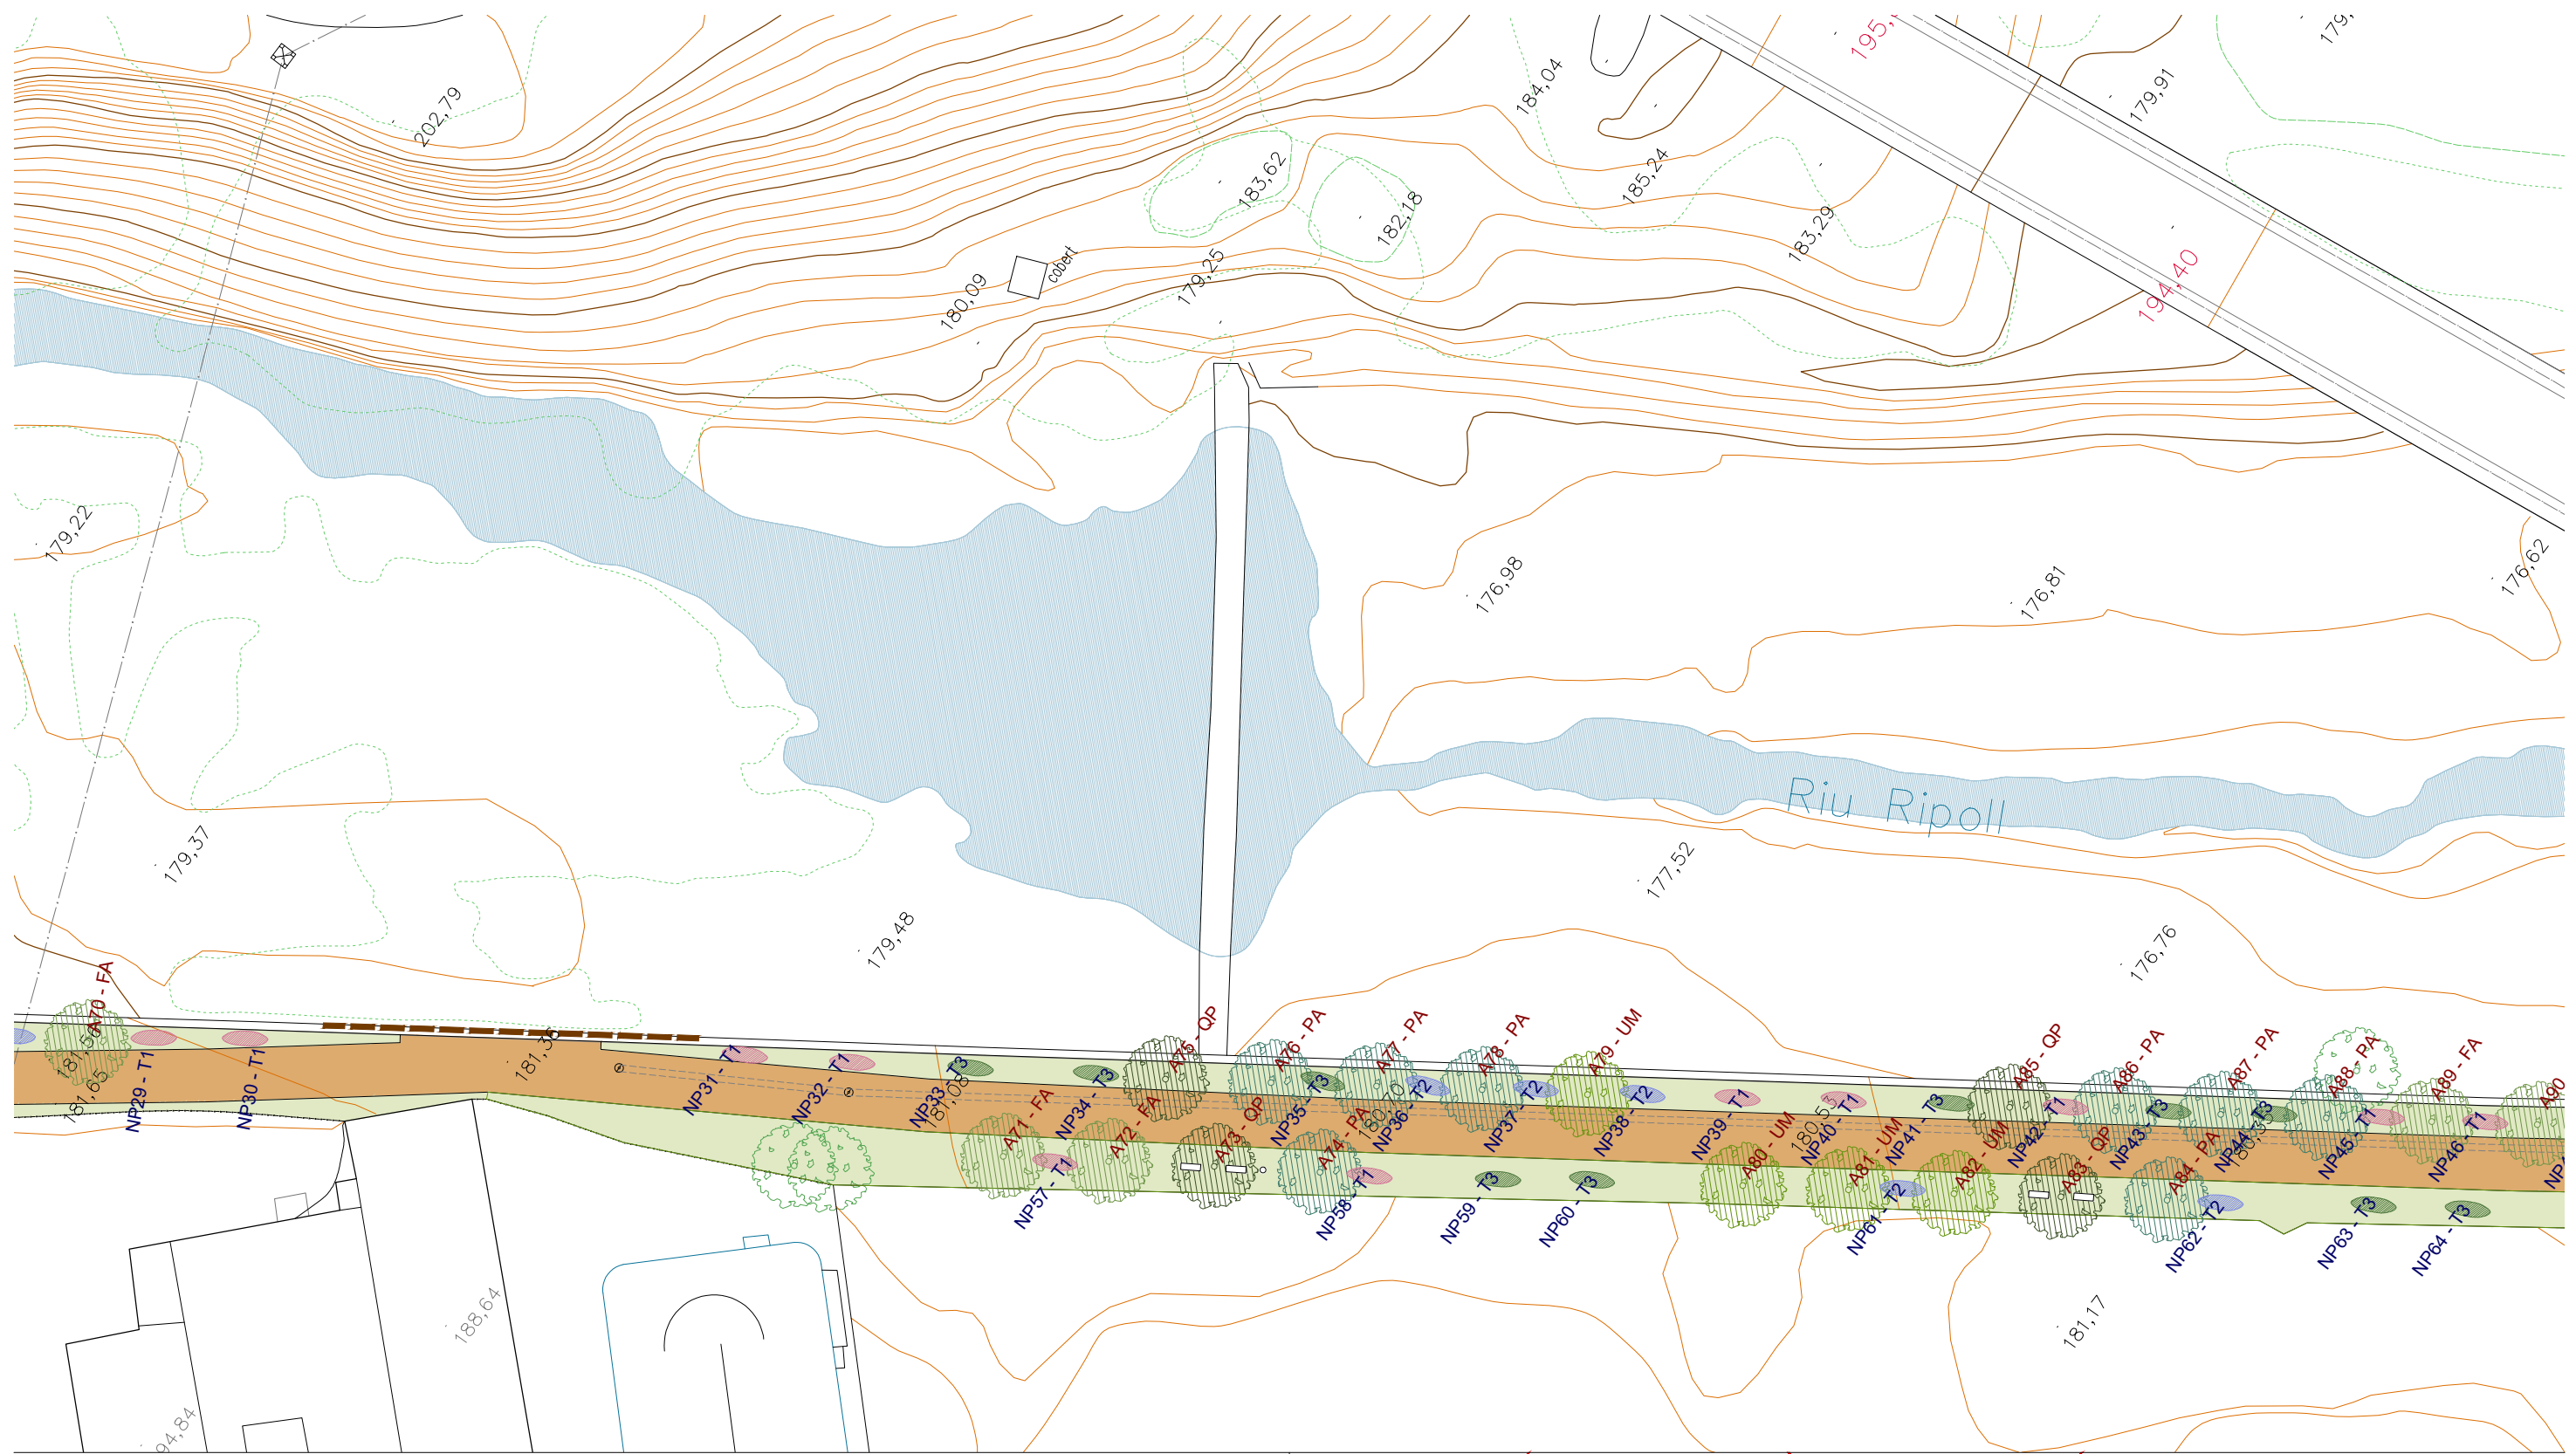 202,79
184,04
179,91
183,62
185,24
182,18
183,29
179,25
180,09
cobert
194,40
179,22
176,98
176,81
176,62
Riu Ripoll
179,37
177,52
179,48
176,76
A70 - FA
A75 - QP
A76 - PA
A77 - PA
A78 - PA
A79 - UM
A85 - QP
A86 - PA
A87 - PA
A88 - PA
A89 - FA
A90
181,65
NP29 - T1
NP30 - T1
181,36
NP31 - T1
NP32 - T1
NP33 - T3
181,08
NP34 - T3
NP35 - T3
180,70
NP36 - T2
NP37 - T2
NP38 - T2
NP39 - T1
NP40 - T1
NP41 - T3
NP42 - T1
NP43 - T3
NP44 - T3
NP45 - T1
NP46 - T1
A71 - FA
A72 - FA
A73 - QP
A74 - PA
A80 - UM
A81 - UM
A82 - UM
A83 - QP
A84 - PA
NP57 - T1
NP58 - T1
NP59 - T3
NP60 - T3
NP61 - T2
NP62 - T2
NP63 - T3
NP64 - T3
188,64
181,17